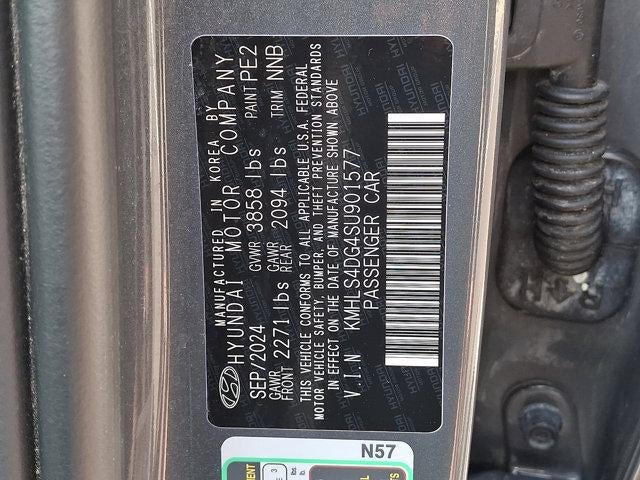 MANUFACTURED IN KOREA BY
HYUNDAI MOTOR COMPANY
SEP/2024 GVWR 3858 lbs PAINT PE2
GAWR FRONT 2271 lbs GAWR REAR 2094 lbs TRIM NNB
THIS VEHICLE CONFORMS TO ALL APPLICABLE U.S.A. FEDERAL
MOTOR VEHICLE SAFETY, BUMPER, AND THEFT PREVENTION STANDARDS
IN EFFECT ON THE DATE OF MANUFACTURE SHOWN ABOVE
V.I.N KMHLS4DG4SU901577
PASSENGER CAR
N57